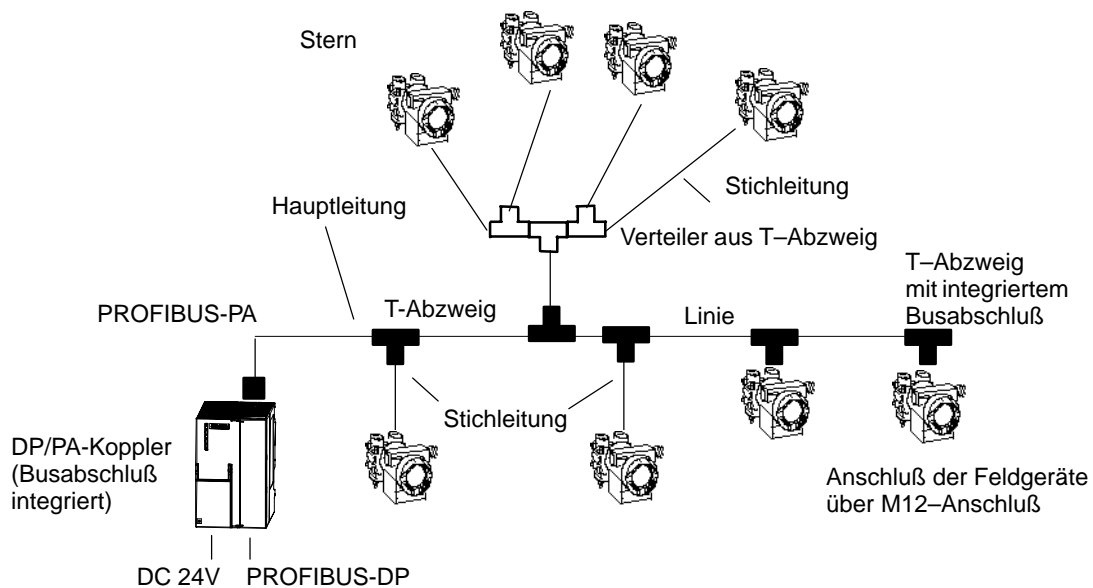 Stern
Stichleitung
Hauptleitung
Verteiler aus T–Abzweig
T–Abzweig
mit integriertem
Busabschluß
PROFIBUS-PA
T-Abzweig
Linie
Stichleitung
DP/PA-Koppler
(Busabschluß
integriert)
Anschluß der Feldgeräte
über M12–Anschluß
DC 24V
PROFIBUS-DP